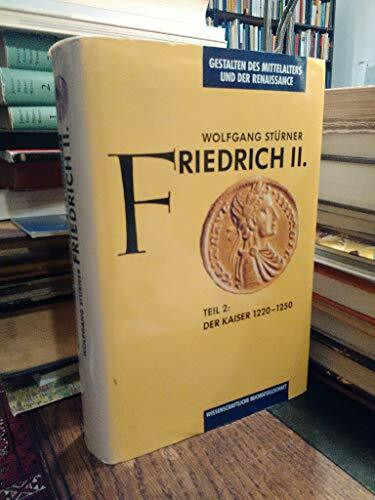 GESTALTEN DES MITTELALTERS
UND DER RENAISSANCE
WOLFGANG STÜRNER
FRIEDRICH II.
TEIL 2:
DER KAISER 1220–1250
WISSENSCHAFTLICHE BUCHGESELLSCHAFT
WOLFGANG STÜRNER FRIEDRICH II.